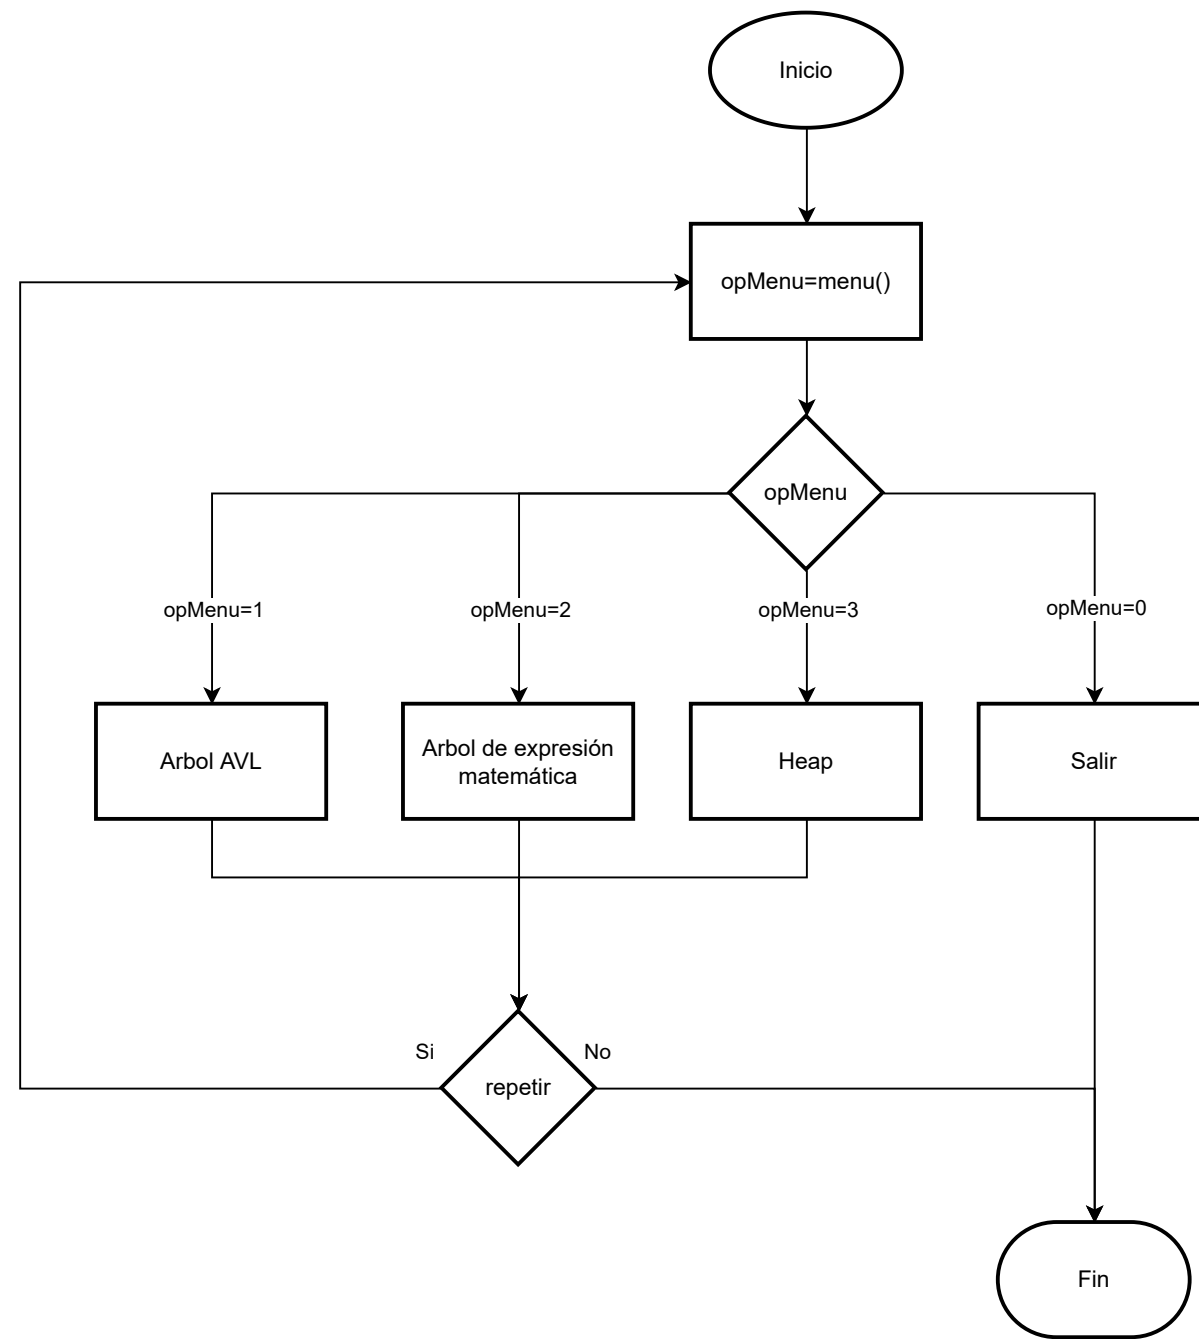 Inicio
opMenu=menu()
opMenu
opMenu=1
opMenu=2
opMenu=3
opMenu=0
Arbol AVL
Arbol de expresión
matemática
Heap
Salir
Si
No
repetir
Fin